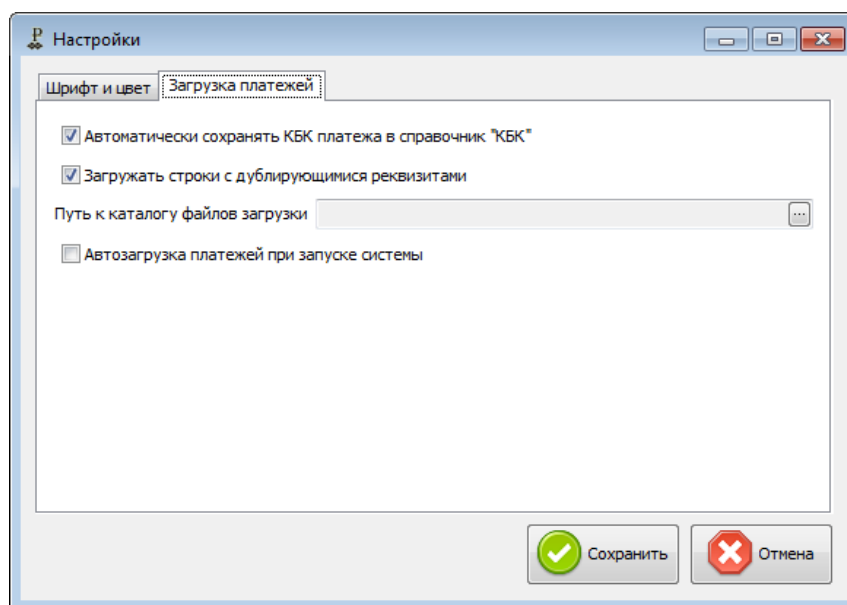 Настройки
Шрифт и цвет
Загрузка платежей
Автоматически сохранять КБК платежа в справочник "КБК"
Загружать строки с дублирующимися реквизитами
Путь к каталогу файлов загрузки
...
Автозагрузка платежей при запуске системы
Сохранить
Отмена